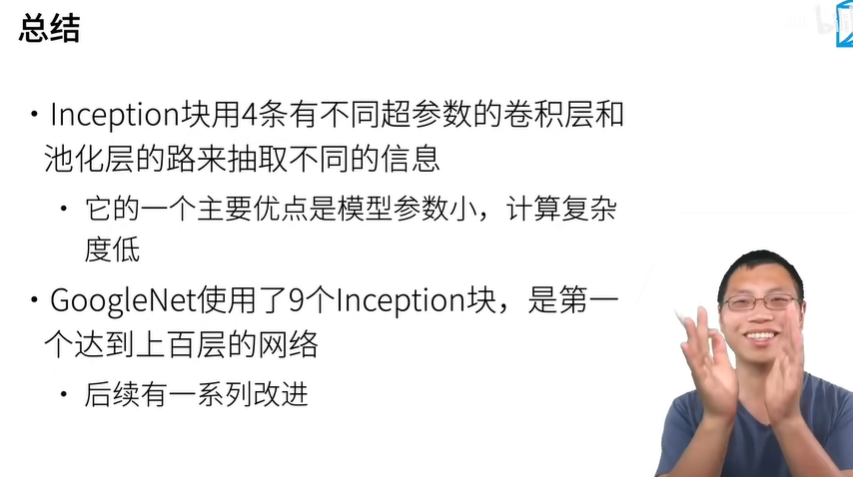 总结
• Inception块用4条有不同超参数的卷积层和
池化层的路来抽取不同的信息
• 它的一个主要优点是模型参数小，计算复杂
度低
• GoogleNet使用了9个Inception块，是第一
个达到上百层的网络
• 后续有一系列改进